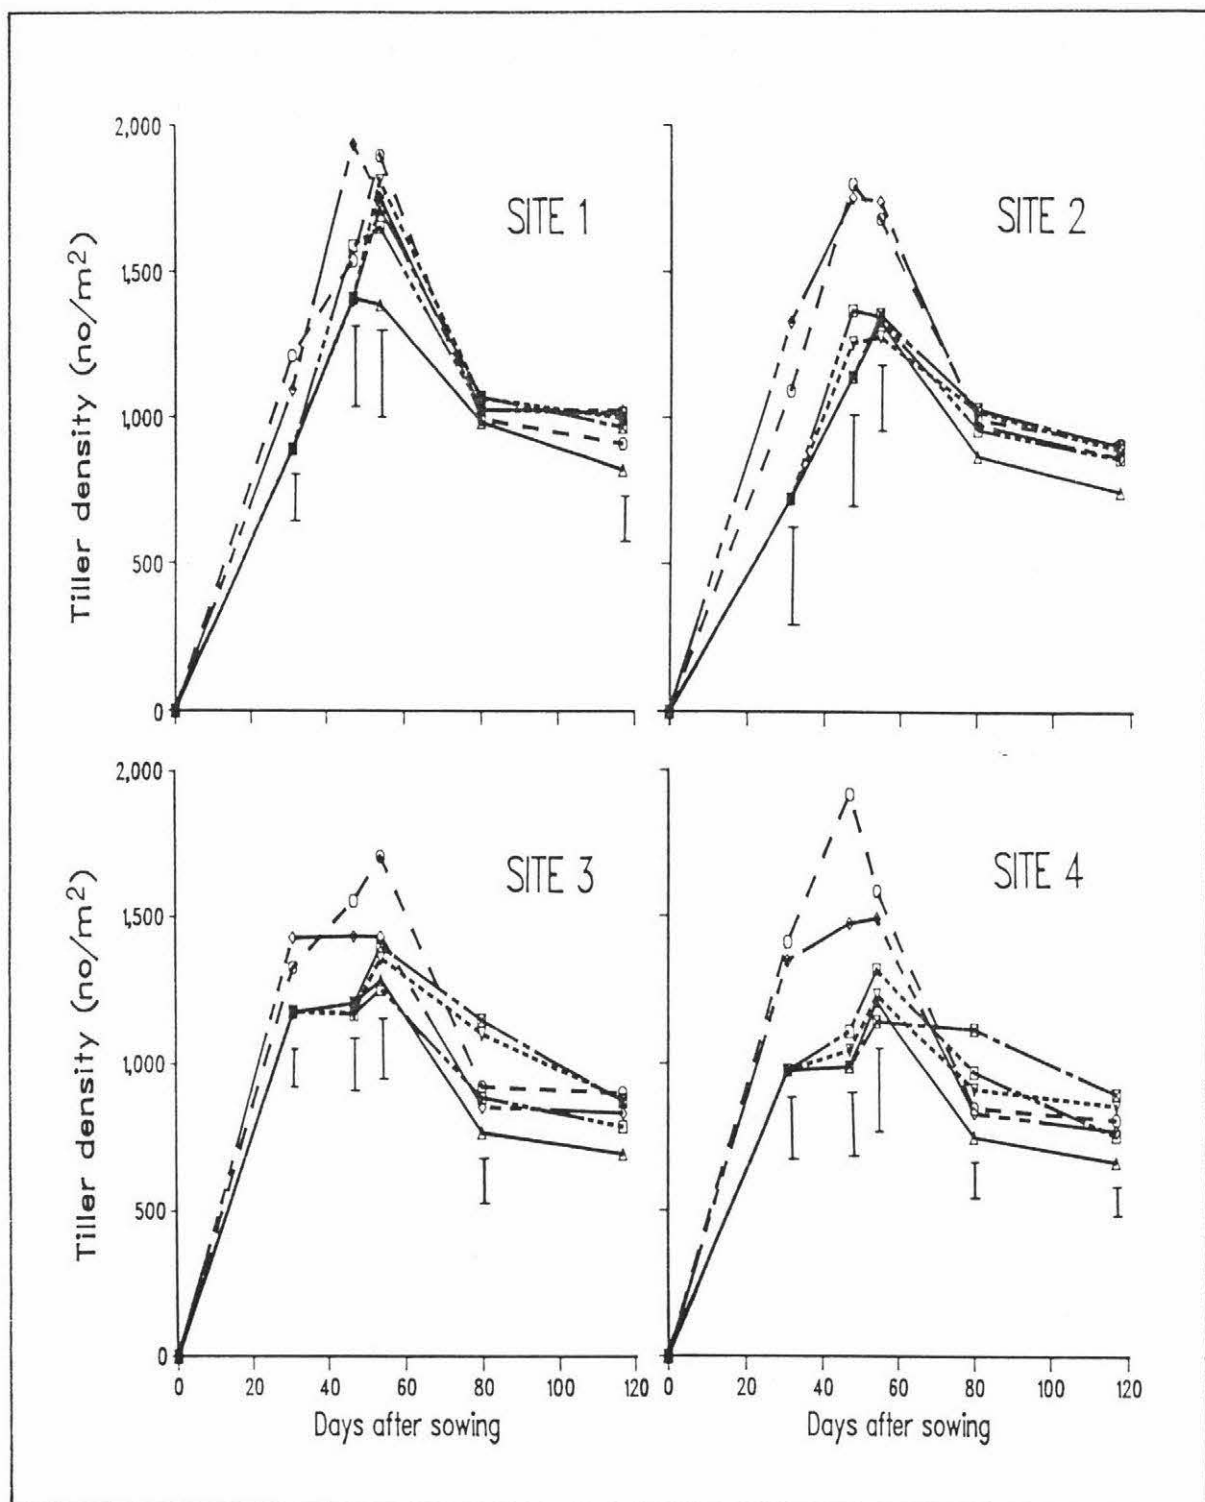 2,000
1,500
1,000
500
0
Tiller density (no/m²)
SITE 1
SITE 2
2,000
1,500
1,000
500
0
Tiller density (no/m²)
SITE 3
SITE 4
0 20 40 60 80 100 120
0 20 40 60 80 100 120
Days after sowing
Days after sowing